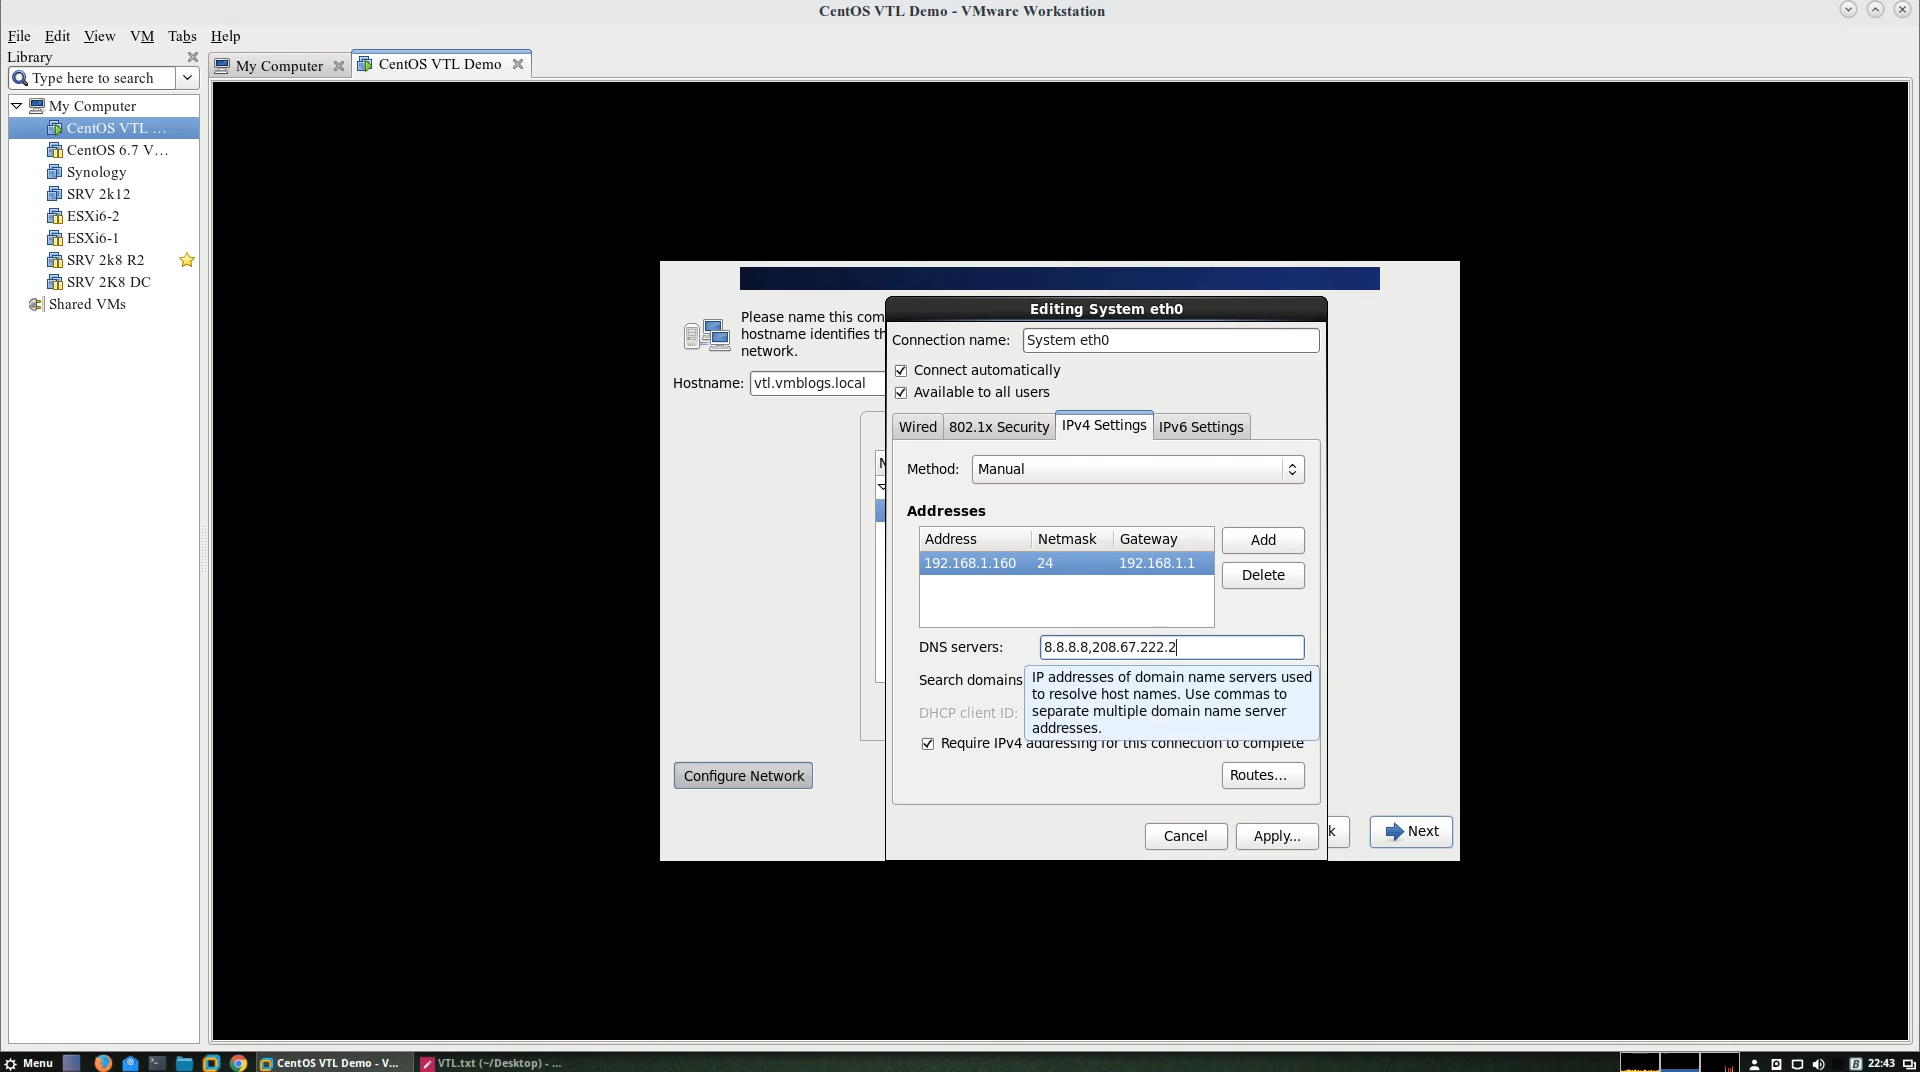 CentOS VTL Demo - VMware Workstation
File Edit View VM Tabs Help
Library
Type here to search
My Computer
CentOS VTL ...
CentOS 6.7 V...
Synology
SRV 2k12
ESXi6-2
ESXi6-1
SRV 2k8 R2
SRV 2K8 DC
Shared VMs
My Computer
CentOS VTL Demo
Please name this com
hostname identifies th
network.
Hostname: vtl.vmblogs.local
Configure Network
Next
Editing System eth0
Connection name: System eth0
Connect automatically
Available to all users
Wired 802.1x Security IPv4 Settings IPv6 Settings
Method: Manual
Addresses
Address Netmask Gateway
192.168.1.160 24 192.168.1.1
Add
Delete
DNS servers: 8.8.8.8,208.67.222.2
Search domains
IP addresses of domain name servers used
to resolve host names. Use commas to
separate multiple domain name server
addresses.
DHCP client ID:
Require IPv4 addressing for this connection to complete
Routes...
Cancel Apply...
Menu
CentOS VTL Demo - V...
VTL.txt (~/Desktop) - ...
22:43